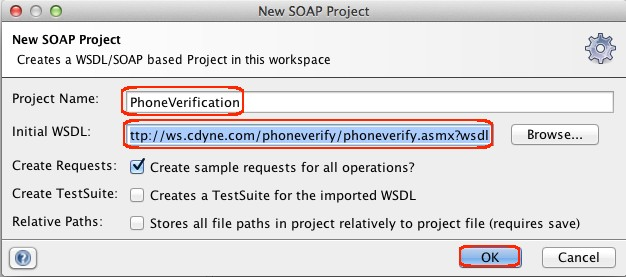 New SOAP Project
New SOAP Project
Creates a WSDL/SOAP based Project in this workspace
Project Name: PhoneVerification
Initial WSDL: ttp://ws.cdyne.com/phoneverify/phoneverify.asmx?wsdl Browse...
Create Requests: Create sample requests for all operations?
Create TestSuite: Creates a TestSuite for the imported WSDL
Relative Paths: Stores all file paths in project relatively to project file (requires save)
? OK Cancel